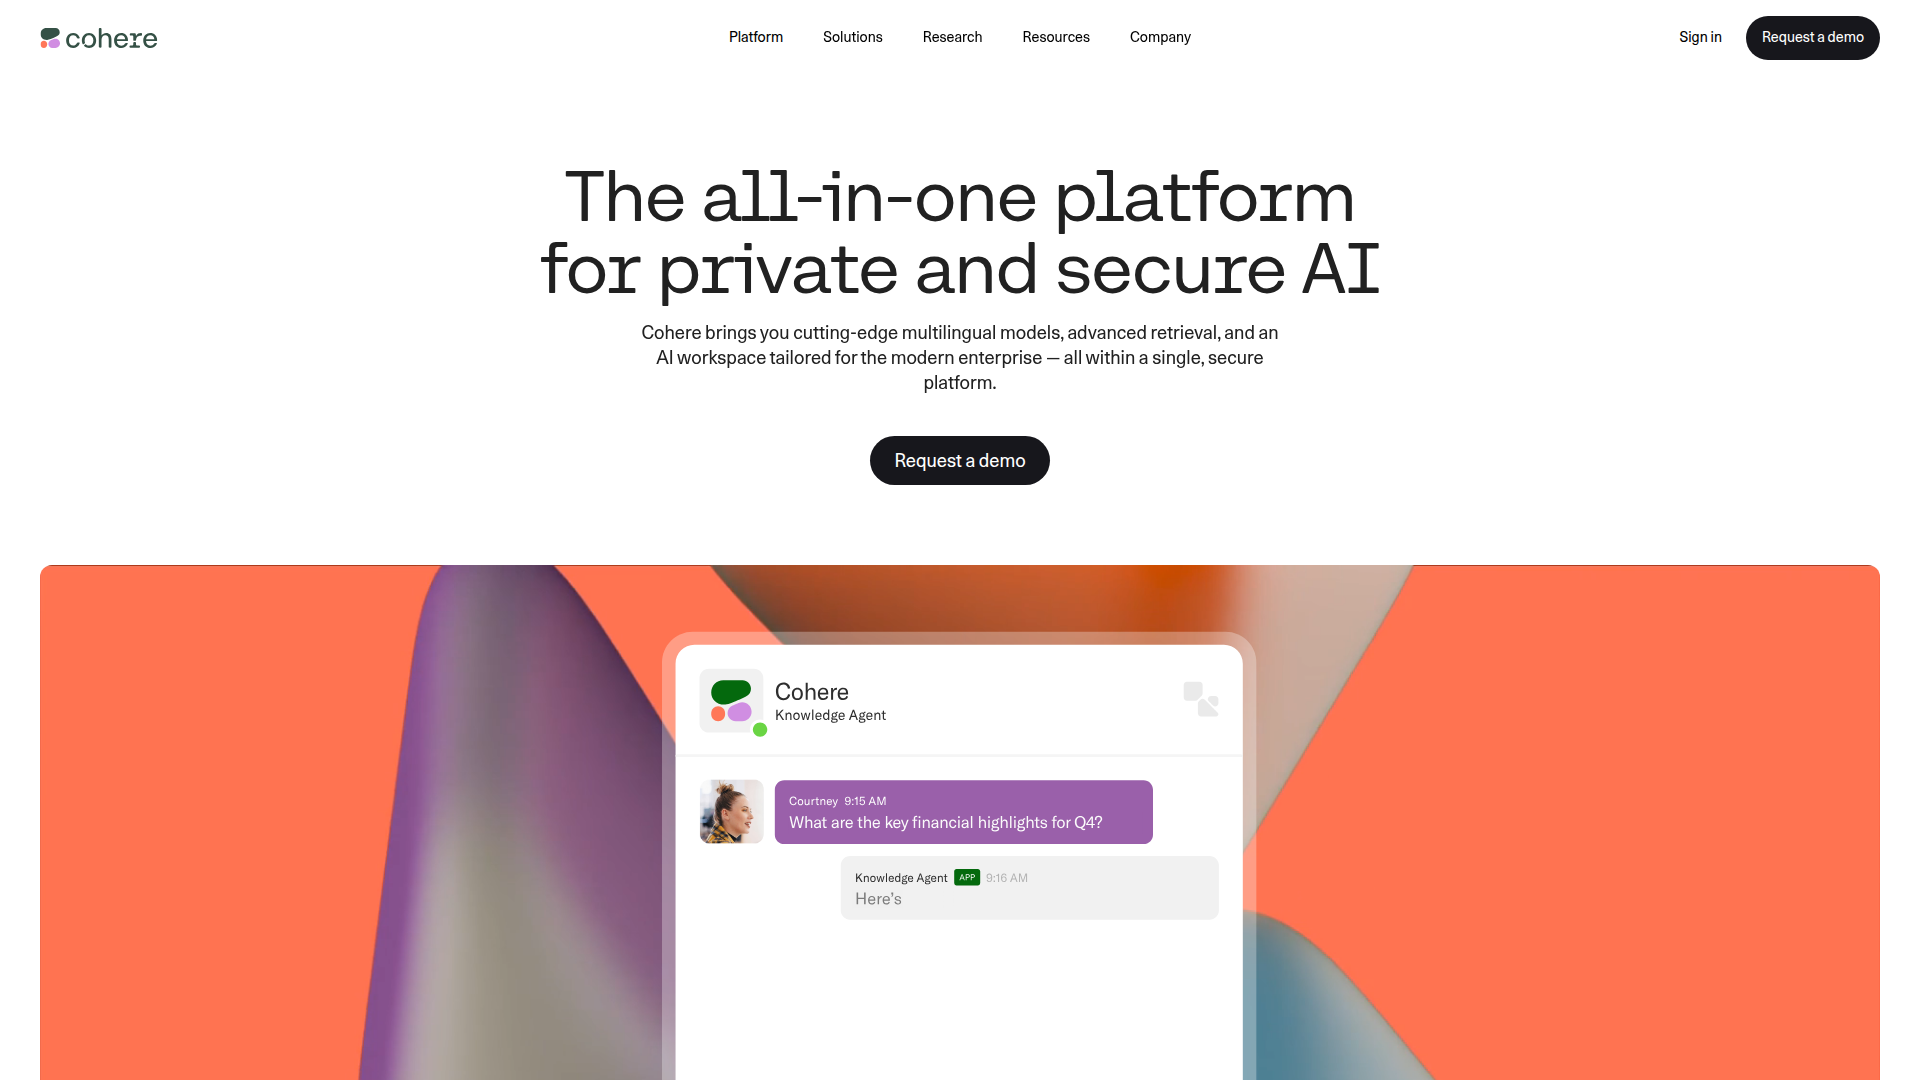 cohere
Platform
Solutions
Research
Resources
Company
Sign in
Request a demo
The all-in-one platform
for private and secure AI
Cohere brings you cutting-edge multilingual models, advanced retrieval, and an
AI workspace tailored for the modern enterprise — all within a single, secure
platform.
Request a demo
Cohere
Knowledge Agent
Courtney 9:15 AM
What are the key financial highlights for Q4?
Knowledge Agent APP 9:16 AM
Here's